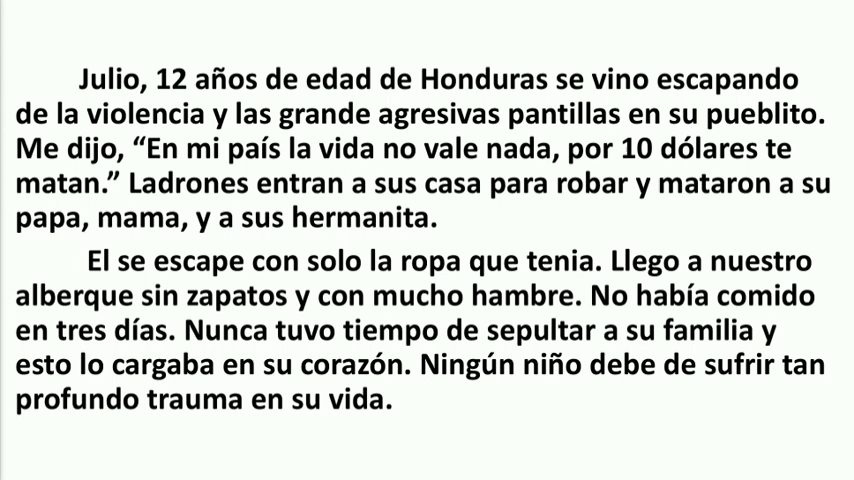 Julio, 12 años de edad de Honduras se vino escapando
de la violencia y las grande agresivas pantillas en su pueblito.
Me dijo, “En mi país la vida no vale nada, por 10 dólares te
matan.” Ladrones entran a sus casa para robar y mataron a su
papa, mama, y a sus hermanita.
El se escape con solo la ropa que tenia. Llego a nuestro
alberque sin zapatos y con mucho hambre. No había comido
en tres días. Nunca tuvo tiempo de sepultar a su familia y
esto lo cargaba en su corazón. Ningún niño debe de sufrir tan
profundo trauma en su vida.